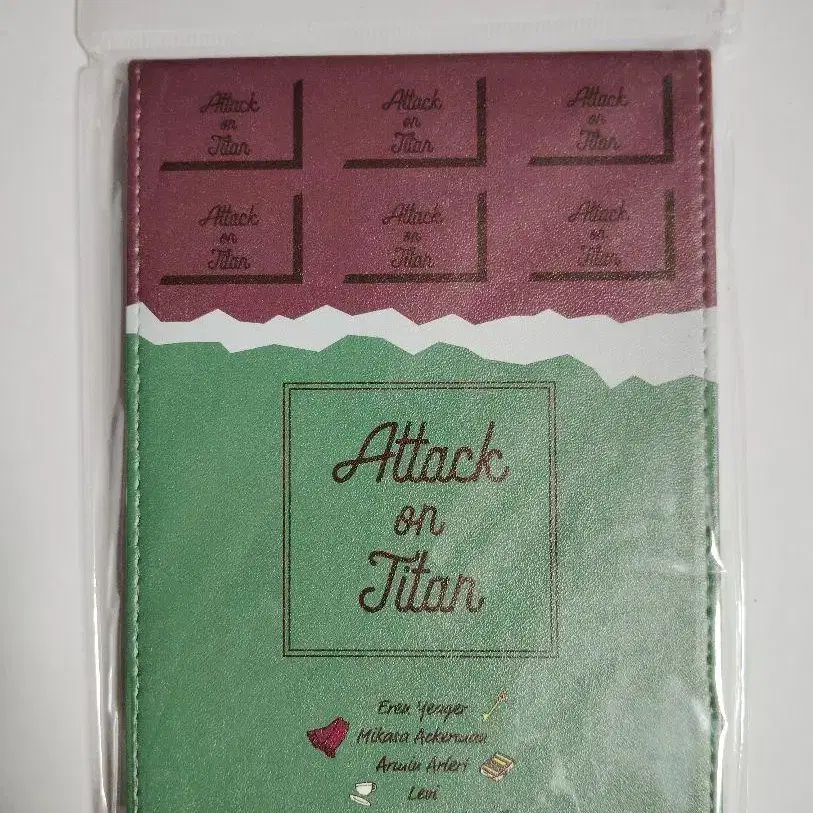 Attack
on
Titan
Attack
on
Titan
Attack
on
Titan
Attack
on
Titan
Attack
on
Titan
Attack
on
Titan
Attack
on
Titan
Eren Yeager
Mikasa Ackerman
Armin Arlert
Levi